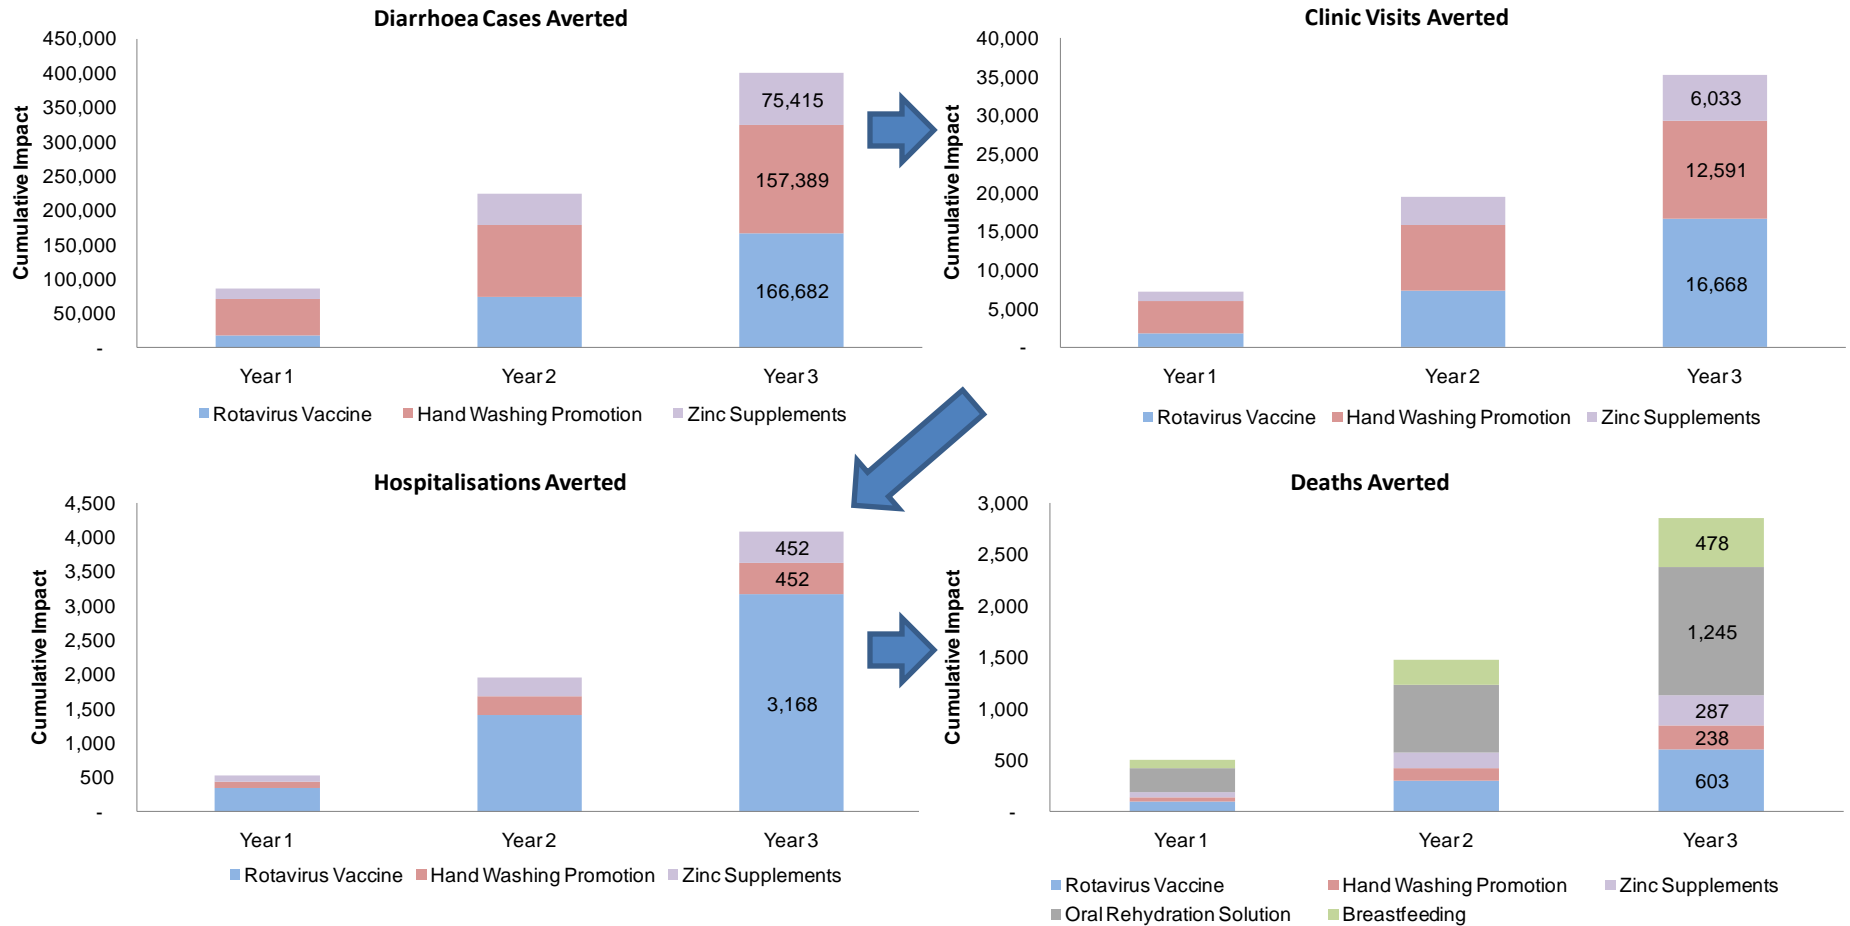 Diarrhoea Cases Averted
Cumulative Impact
450,000
400,000
350,000
300,000
250,000
200,000
150,000
100,000
50,000
-
75,415
157,389
166,682
Year 1
Year 2
Year 3
Rotavirus Vaccine
Hand Washing Promotion
Zinc Supplements
Clinic Visits Averted
Cumulative Impact
40,000
35,000
30,000
25,000
20,000
15,000
10,000
5,000
-
6,033
12,591
16,668
Year 1
Year 2
Year 3
Rotavirus Vaccine
Hand Washing Promotion
Zinc Supplements
Hospitalisations Averted
Cumulative Impact
4,500
4,000
3,500
3,000
2,500
2,000
1,500
1,000
500
-
452
452
3,168
Year 1
Year 2
Year 3
Rotavirus Vaccine
Hand Washing Promotion
Zinc Supplements
Deaths Averted
Cumulative Impact
3,000
2,500
2,000
1,500
1,000
500
-
478
1,245
287
238
603
Year 1
Year 2
Year 3
Rotavirus Vaccine
Hand Washing Promotion
Zinc Supplements
Oral Rehydration Solution
Breastfeeding